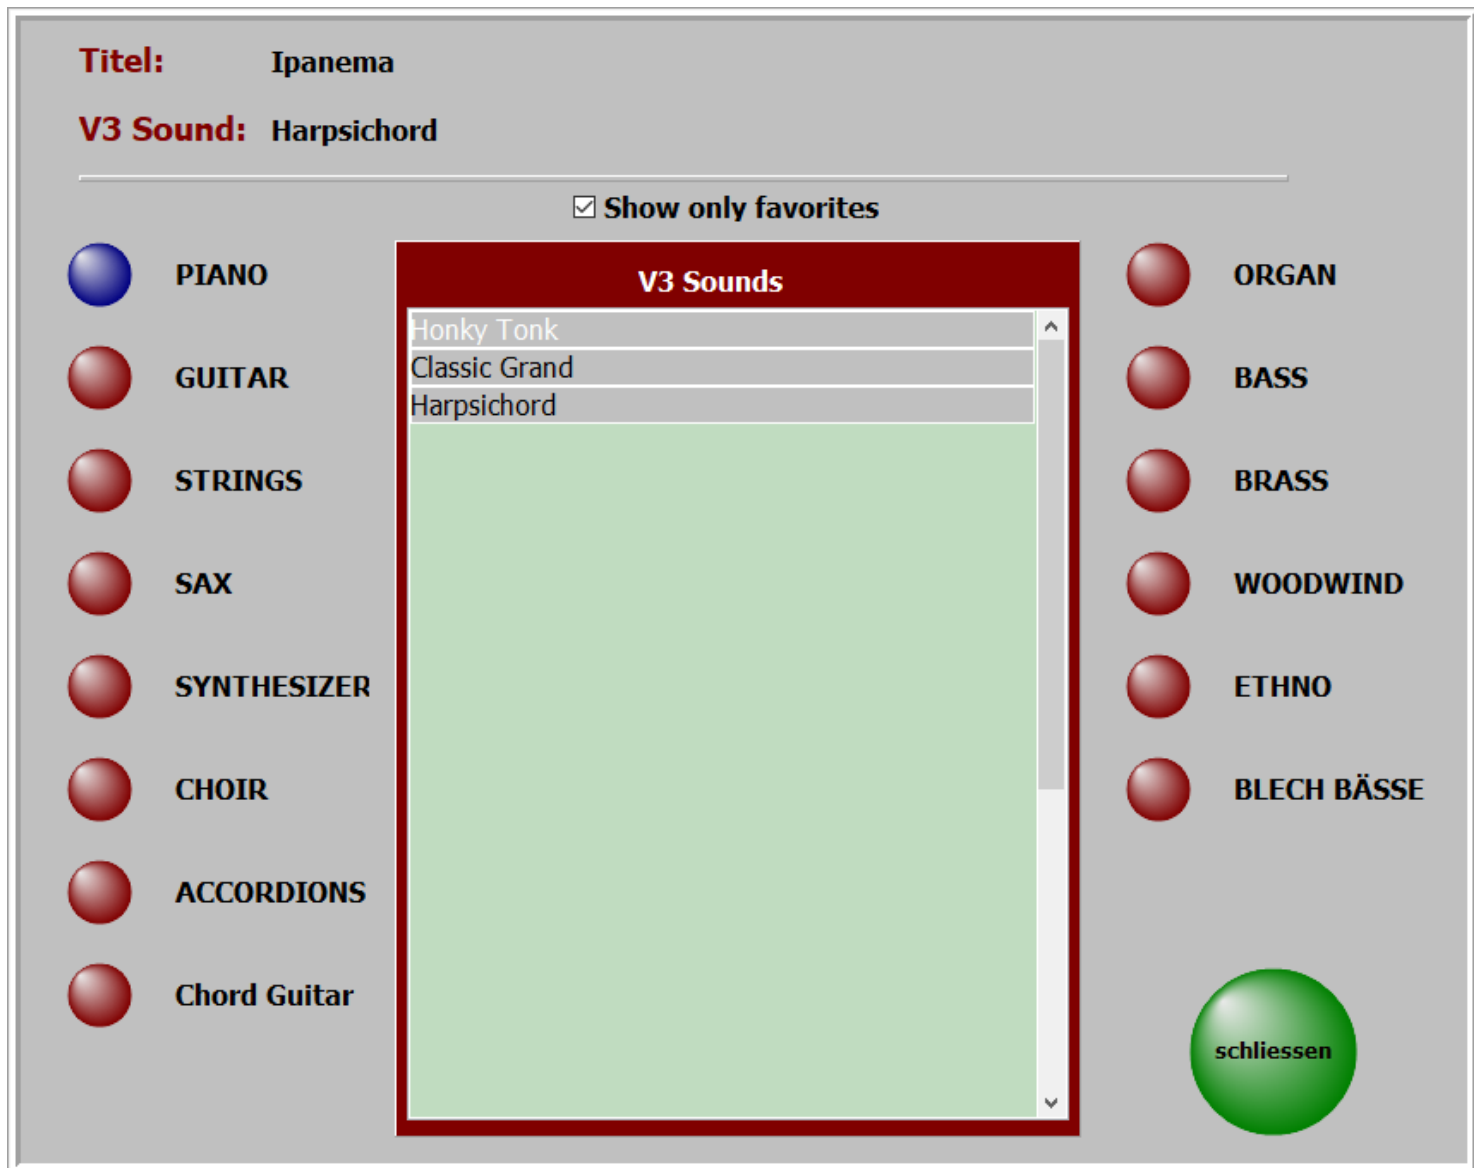 Titel: Ipanema
V3 Sound: Harpsichord
Show only favorites
PIANO
GUITAR
STRINGS
SAX
SYNTHESIZER
CHOIR
ACCORDIONS
Chord Guitar
V3 Sounds
Honky Tonk
Classic Grand
Harpsichord
ORGAN
BASS
BRASS
WOODWIND
ETHNO
BLECH BÄSSE
schliessen